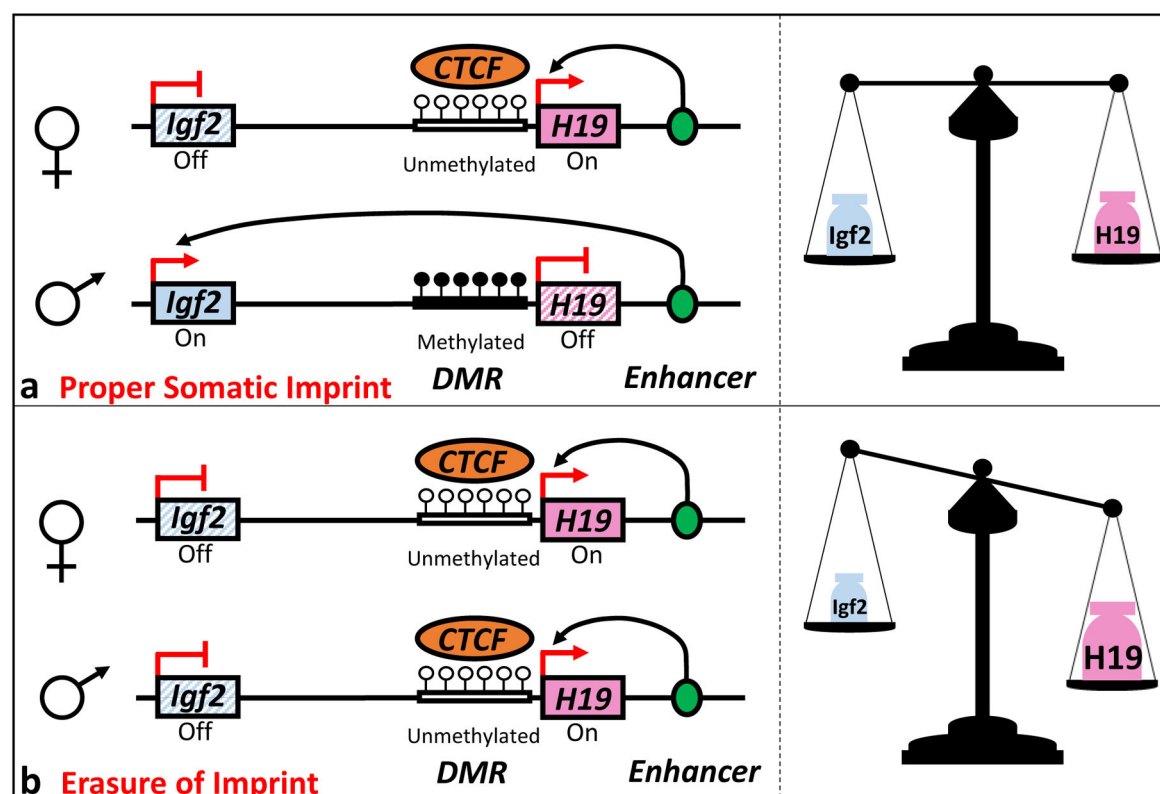 CTCF
Igf2
H19
Off
Unmethylated
On
Igf2
H19
Igf2
H19
On
Methylated
Off
DMR
Enhancer
a Proper Somatic Imprint
CTCF
Igf2
H19
Off
Unmethylated
On
Igf2
H19
CTCF
Igf2
H19
Off
Unmethylated
On
DMR
Enhancer
b Erasure of Imprint